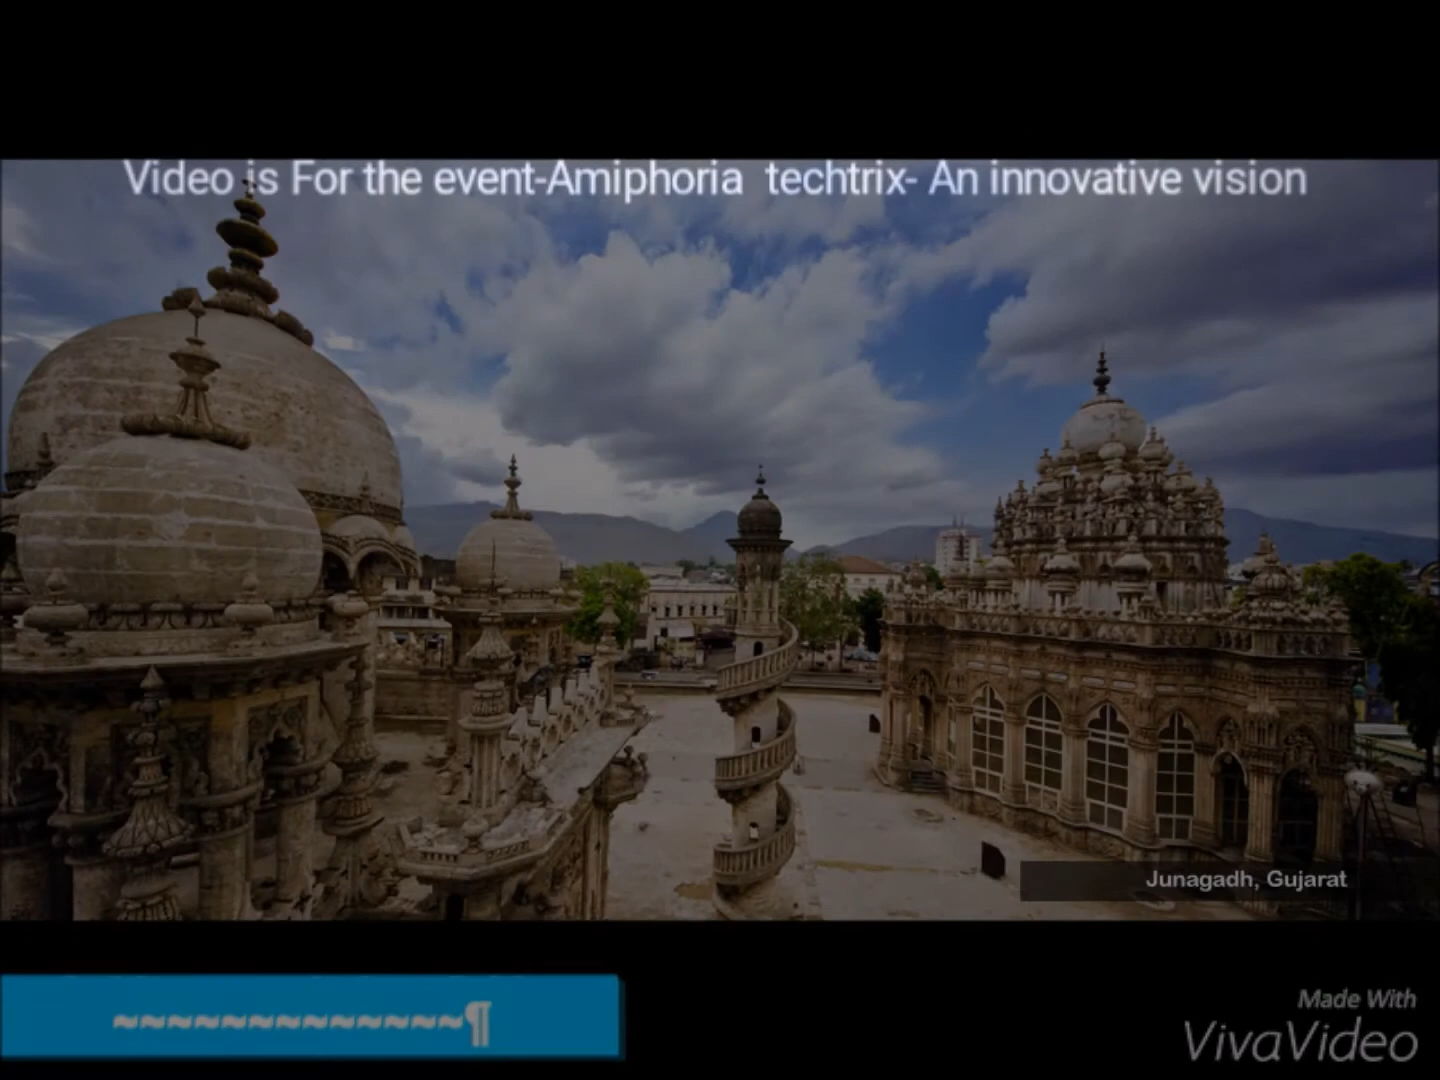 Video is For the event-Amiphoria  techtrix- An innovative vision
Junagadh, Gujarat
~~~~~~~~~~~~~¶
Made With
VivaVideo